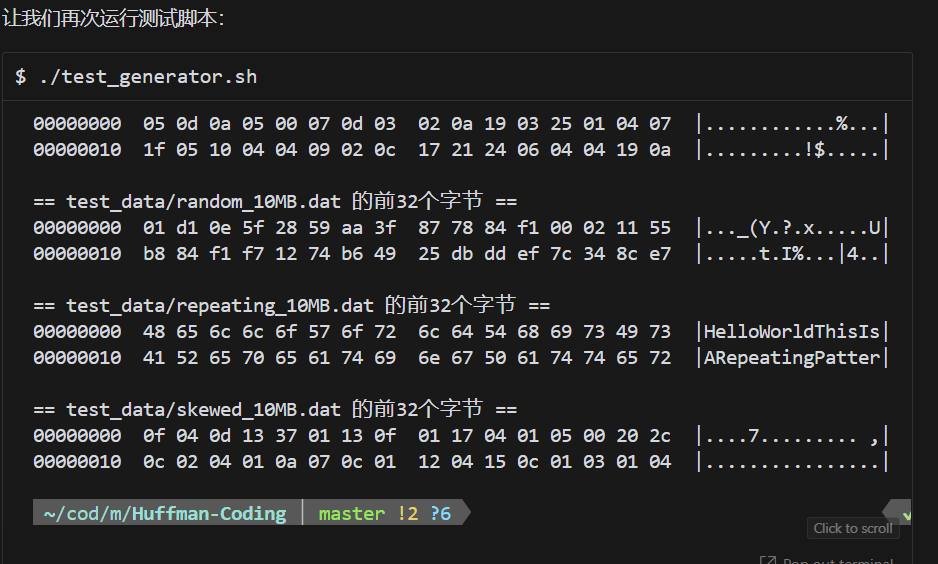 让我们再次运行测试脚本：
$ ./test_generator.sh
00000000  05 0d 0a 05 00 07 0d 03  02 0a 19 03 25 01 04 07  |............%...|
00000010  1f 05 10 04 04 09 02 0c  17 21 24 06 04 04 19 0a  |.........!$.....|
== test_data/random_10MB.dat 的前32个字节 ==
00000000  01 d1 0e 5f 28 59 aa 3f  87 78 84 f1 00 02 11 55  |..._(Y.?.x.....U|
00000010  b8 84 f1 f7 12 74 b6 49  25 db dd ef 7c 34 8c e7  |.....t.I%...|4..|
== test_data/repeating_10MB.dat 的前32个字节 ==
00000000  48 65 6c 6c 6f 57 6f 72  6c 64 54 68 69 73 49 73  |HelloWorldThisIs|
00000010  41 52 65 70 65 61 74 69  6e 67 50 61 74 74 65 72  |ARepeatingPatter|
== test_data/skewed_10MB.dat 的前32个字节 ==
00000000  0f 04 0d 13 37 01 13 0f  01 17 04 01 05 00 20 2c  |....7......... ,|
00000010  0c 02 04 01 0a 07 0c 01  12 04 15 0c 01 03 01 04  |................|
~/cod/m/Huffman-Coding | master !2 ?6
Click to scroll
Pop out terminal